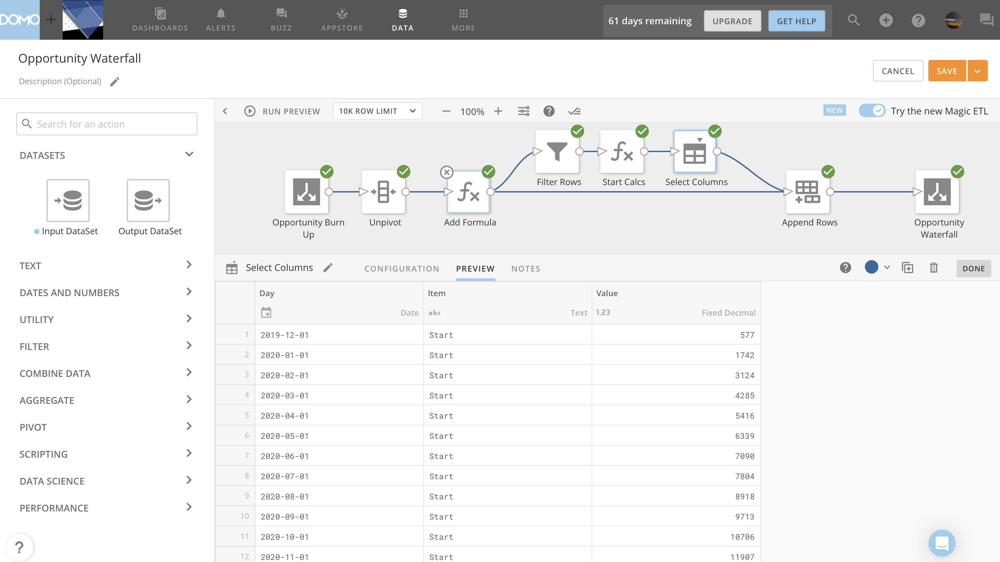 DOMO
DASHBOARDS
ALERTS
BUZZ
APPSTORE
DATA
MORE
61 days remaining
UPGRADE
GET HELP
Opportunity Waterfall
Description (Optional)
CANCEL
SAVE
RUN PREVIEW
10K ROW LIMIT
100%
NEW
Try the new Magic ETL
Search for an action
DATASETS
Input DataSet
Output DataSet
TEXT
DATES AND NUMBERS
UTILITY
FILTER
COMBINE DATA
AGGREGATE
PIVOT
SCRIPTING
DATA SCIENCE
PERFORMANCE
Filter Rows
Start Calcs
Select Columns
Opportunity Burn
Up
Unpivot
Add Formula
Append Rows
Opportunity
Waterfall
Select Columns
CONFIGURATION
PREVIEW
NOTES
DONE
Day Item Value
Date abc Text 1.23 Fixed Decimal
1 2019-12-01 Start 577
2 2020-01-01 Start 1742
3 2020-02-01 Start 3124
4 2020-03-01 Start 4285
5 2020-04-01 Start 5416
6 2020-05-01 Start 6339
7 2020-06-01 Start 7090
8 2020-07-01 Start 7804
9 2020-08-01 Start 8918
10 2020-09-01 Start 9713
11 2020-10-01 Start 10706
12 2020-11-01 Start 11907